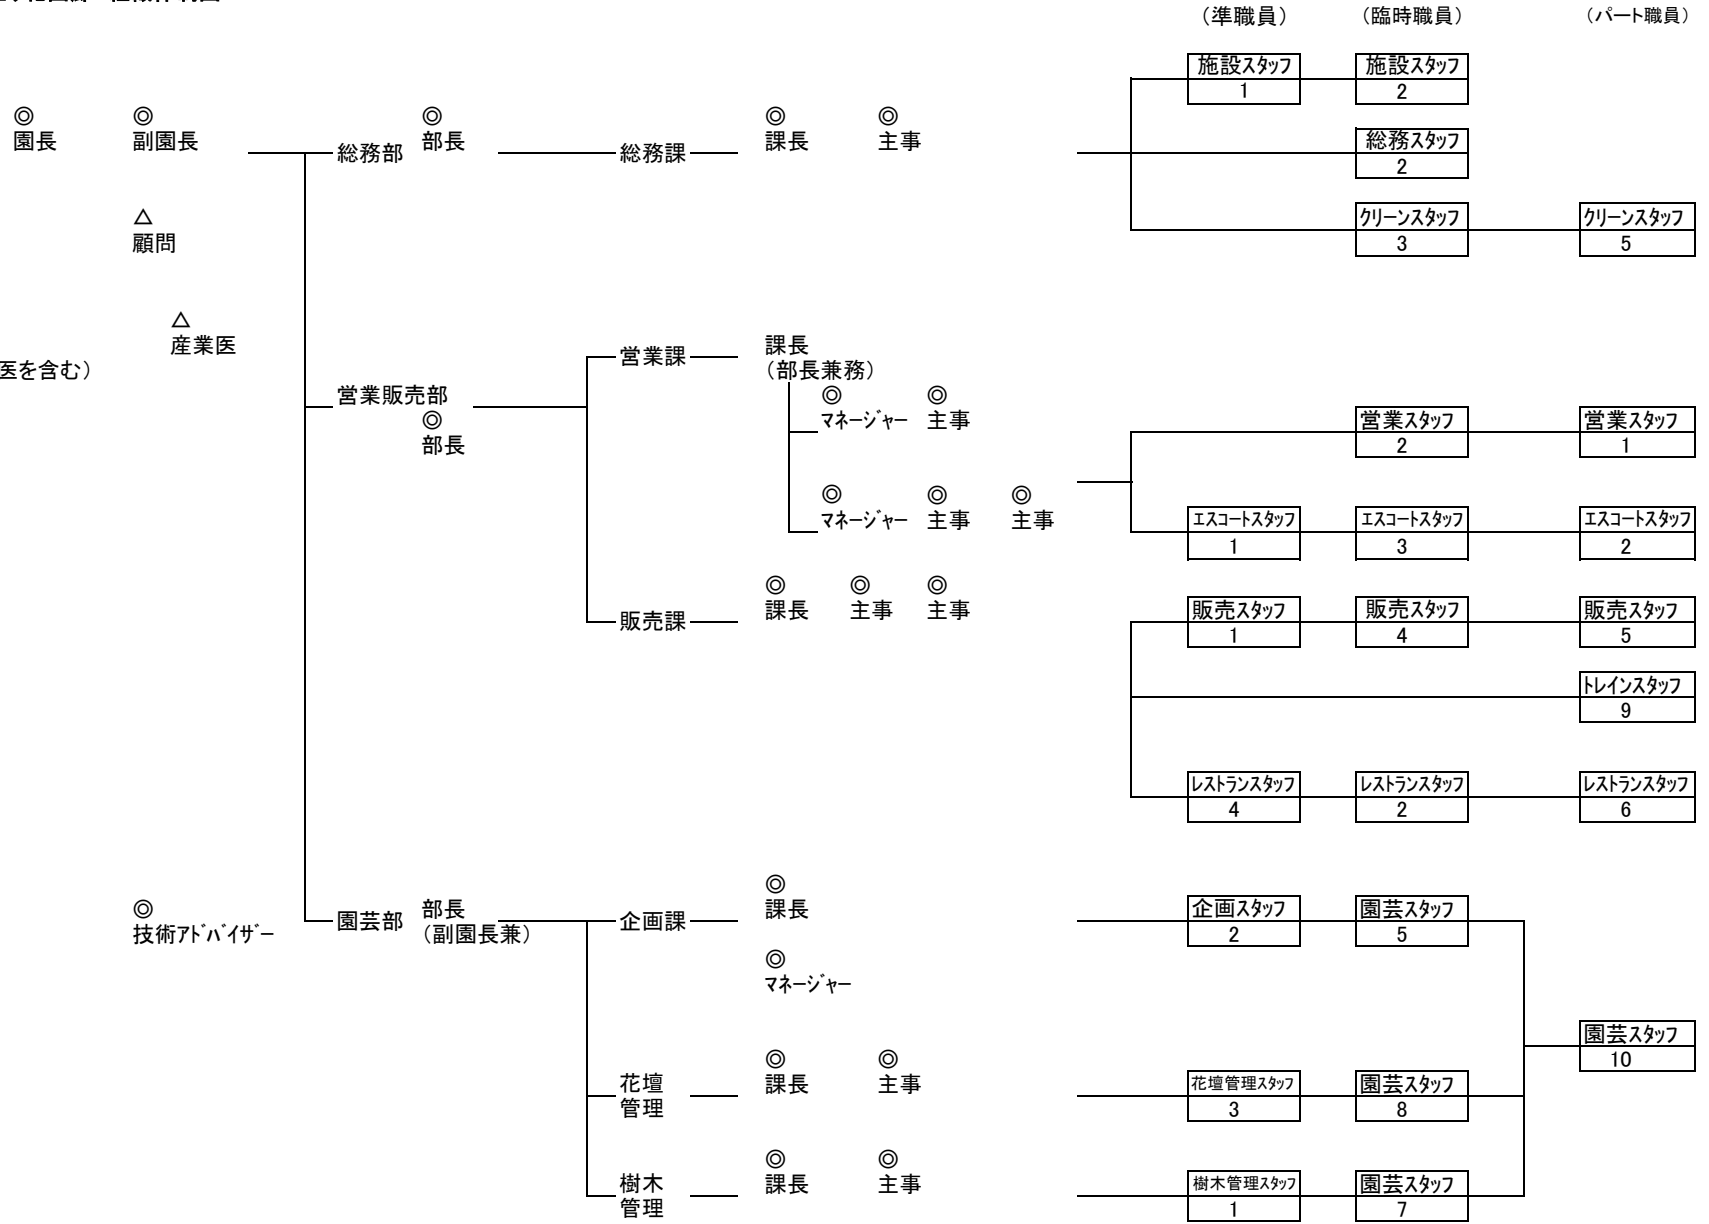 （準職員）　（臨時職員）　（パート職員）
施設スタッフ　施設スタッフ
1　2
◎　◎　◎　◎　◎
園長　副園長　総務部　部長　総務課　課長　主事
総務スタッフ
2
△
顧問
クリーンスタッフ　クリーンスタッフ
3　5
△
産業医
医を含む）
営業課　課長
（部長兼務）
営業販売部
◎
部長
◎　◎
マネージャー　主事
営業スタッフ　営業スタッフ
2　1
◎　◎　◎
マネージャー　主事　主事
エスコートスタッフ　エスコートスタッフ　エスコートスタッフ
1　3　2
◎　◎　◎
販売課　課長　主事　主事
販売スタッフ　販売スタッフ　販売スタッフ
1　4　5
トレインスタッフ
9
レストランスタッフ　レストランスタッフ　レストランスタッフ
4　2　6
◎
技術アドバイザー
園芸部　部長
（副園長兼）
◎
企画課　課長
◎
マネージャー
企画スタッフ　園芸スタッフ
2　5
園芸スタッフ
10
◎　◎
花壇　課長　主事
管理
花壇管理スタッフ　園芸スタッフ
3　8
◎　◎
樹木　課長　主事
管理
樹木管理スタッフ　園芸スタッフ
1　7